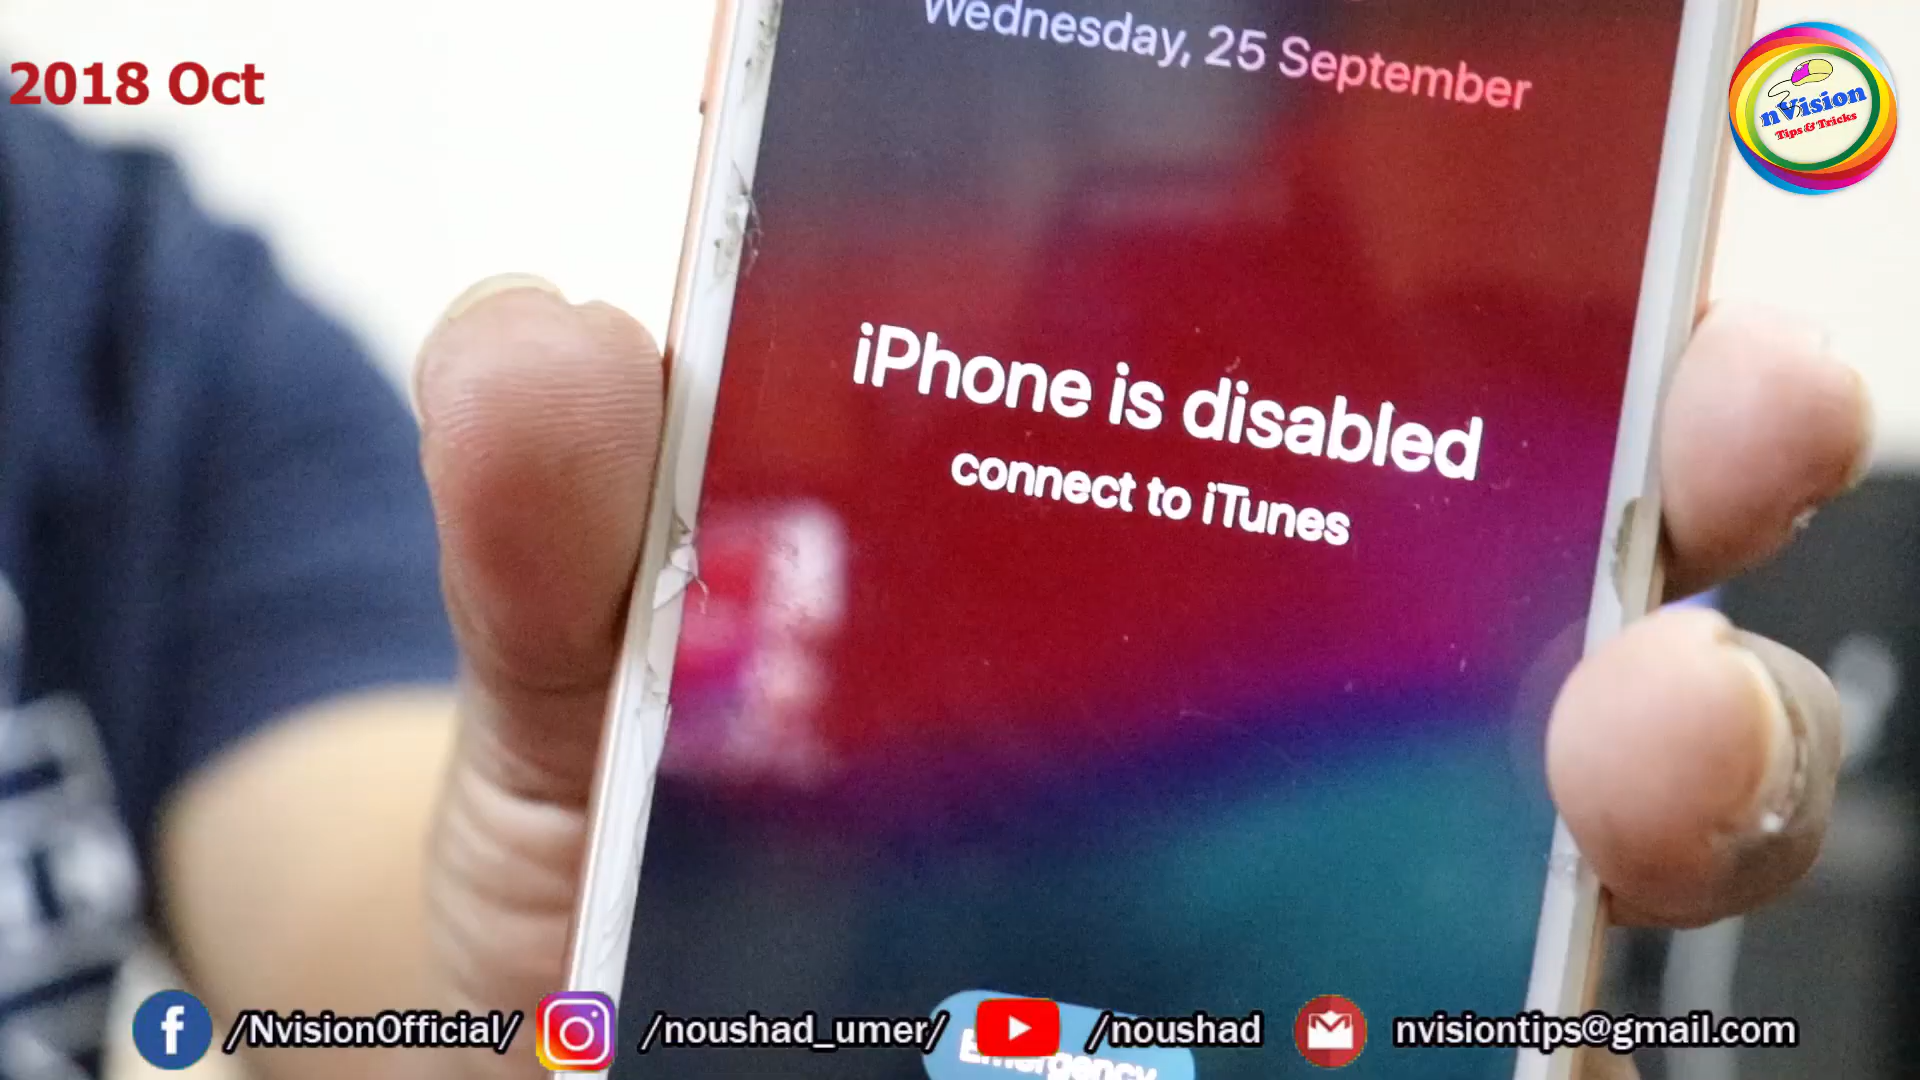 Wednesday, 25 September
2018 Oct
nVision
Tips & Tricks
iPhone is disabled
connect to iTunes
/NvisionOfficial/
/noushad_umer/
/noushad
nvisiontips@gmail.com
Emergency